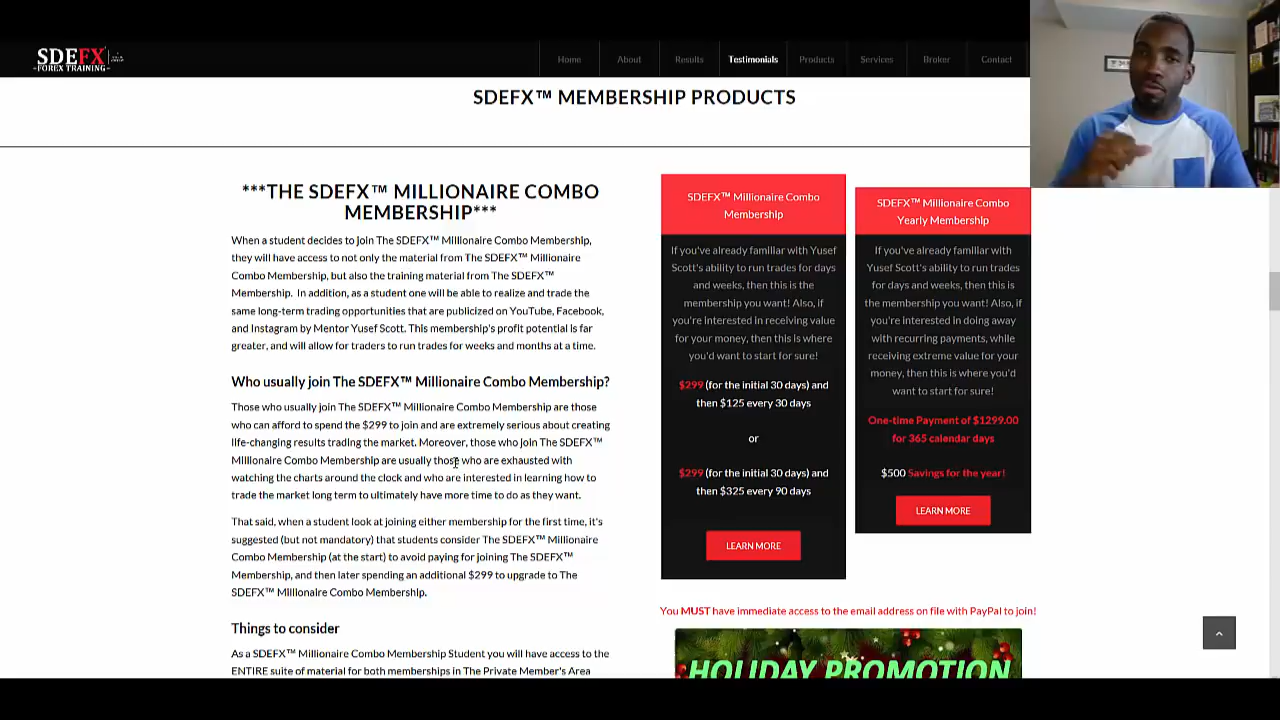 SDEFX
-FOREX TRAINING-
Home
About
Results
Testimonials
Products
Services
Broker
Contact
SDEFX™ MEMBERSHIP PRODUCTS
***THE SDEFX™ MILLIONAIRE COMBO
MEMBERSHIP***
When a student decides to join The SDEFX™ Millionaire Combo Membership,
they will have access to not only the material from The SDEFX™ Millionaire
Combo Membership, but also the training material from The SDEFX™
Membership. In addition, as a student one will be able to realize and trade the
same long-term trading opportunities that are publicized on YouTube, Facebook,
and Instagram by Mentor Yusef Scott. This membership's profit potential is far
greater, and will allow for traders to run trades for weeks and months at a time.
Who usually join The SDEFX™ Millionaire Combo Membership?
Those who usually join The SDEFX™ Millionaire Combo Membership are those
who can afford to spend the $299 to join and are extremely serious about creating
life-changing results trading the market. Moreover, those who join The SDEFX™
Millionaire Combo Membership are usually those who are exhausted with
watching the charts around the clock and who are interested in learning how to
trade the market long term to ultimately have more time to do as they want.
That said, when a student look at joining either membership for the first time, it's
suggested (but not mandatory) that students consider The SDEFX™ Millionaire
Combo Membership (at the start) to avoid paying for joining The SDEFX™
Membership, and then later spending an additional $299 to upgrade to The
SDEFX™ Millionaire Combo Membership.
Things to consider
As a SDEFX™ Millionaire Combo Membership Student you will have access to the
ENTIRE suite of material for both memberships in The Private Member's Area
SDEFX™ Millionaire Combo
Membership
If you've already familiar with Yusef
Scott's ability to run trades for days
and weeks, then this is the
membership you want! Also, if
you're interested in receiving value
for your money, then this is where
you'd want to start for sure!
$299 (for the initial 30 days) and
then $125 every 30 days
or
$299 (for the initial 30 days) and
then $325 every 90 days
LEARN MORE
SDEFX™ Millionaire Combo
Yearly Membership
If you've already familiar with
Yusef Scott's ability to run trades
for days and weeks, then this is
the membership you want! Also, if
you're interested in doing away
with recurring payments, while
receiving extreme value for your
money, then this is where you'd
want to start for sure!
One-time Payment of $1299.00
for 365 calendar days
$500 Savings for the year!
LEARN MORE
You MUST have immediate access to the email address on file with PayPal to join!
HOLIDAY PROMOTION